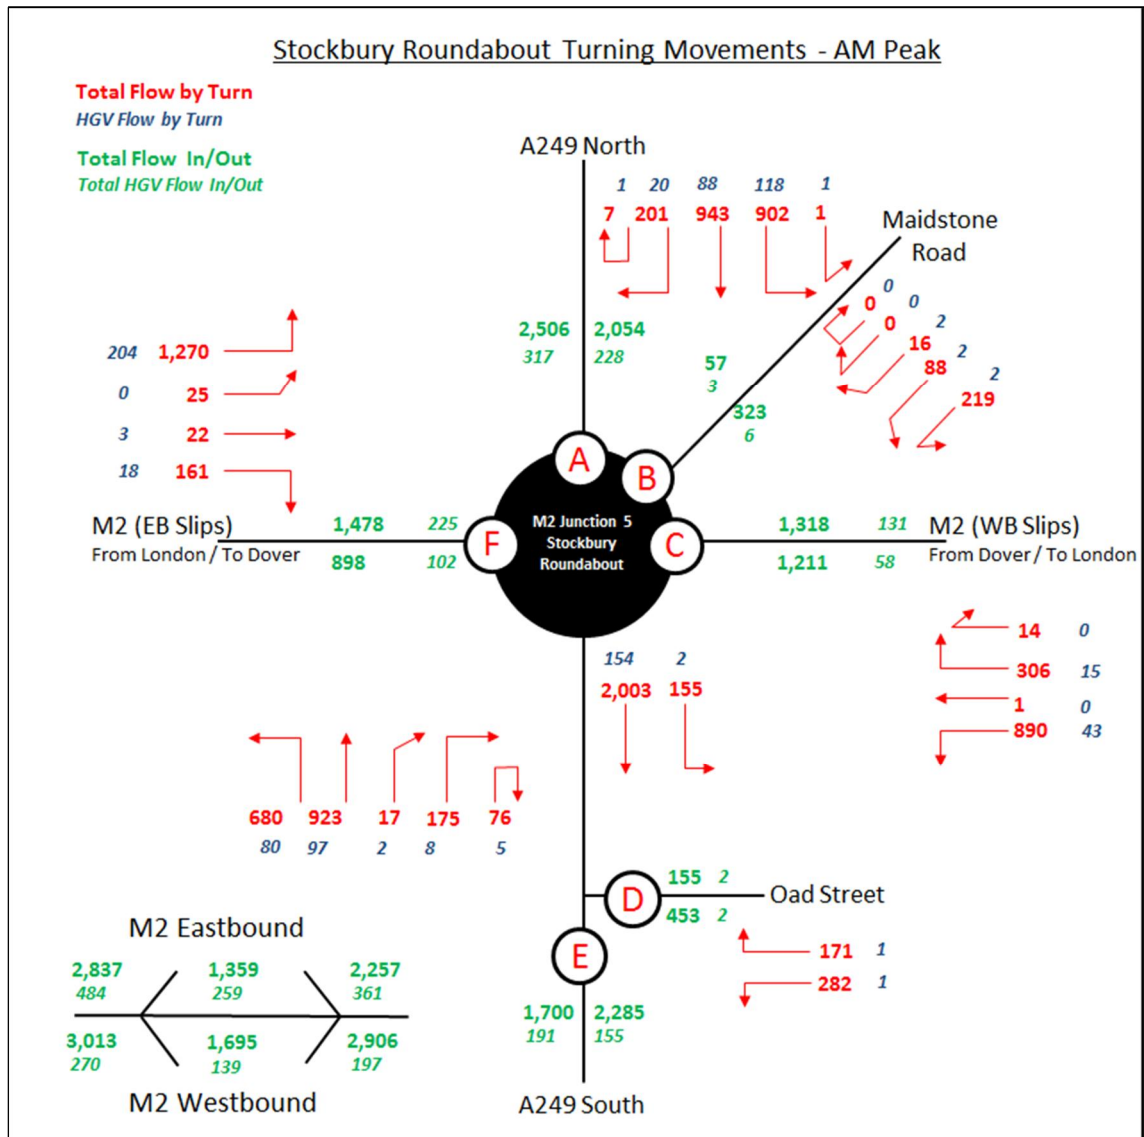 Stockbury Roundabout Turning Movements - AM Peak
Total Flow by Turn
HGV Flow by Turn
Total Flow In/Out
Total HGV Flow In/Out
A249 North
1 20 88 118 1
7 201 943 902 1
Maidstone
Road
0 0
0 0
16 2
88 2
219 2
2,506 2,054
317 228
57
3
323
6
204 1,270
0 25
3 22
18 161
A
B
M2 (EB Slips)
From London / To Dover
1,478 225
898 102
F
M2 Junction 5
Stockbury
Roundabout
C
1,318 131
1,211 58
M2 (WB Slips)
From Dover / To London
14 0
306 15
1 0
890 43
154 2
2,003 155
680 923 17 175 76
80 97 2 8 5
D
155 2
453 2
Oad Street
171 1
282 1
E
1,700 2,285
191 155
A249 South
M2 Eastbound
2,837 1,359 2,257
484 259 361
3,013 1,695 2,906
270 139 197
M2 Westbound